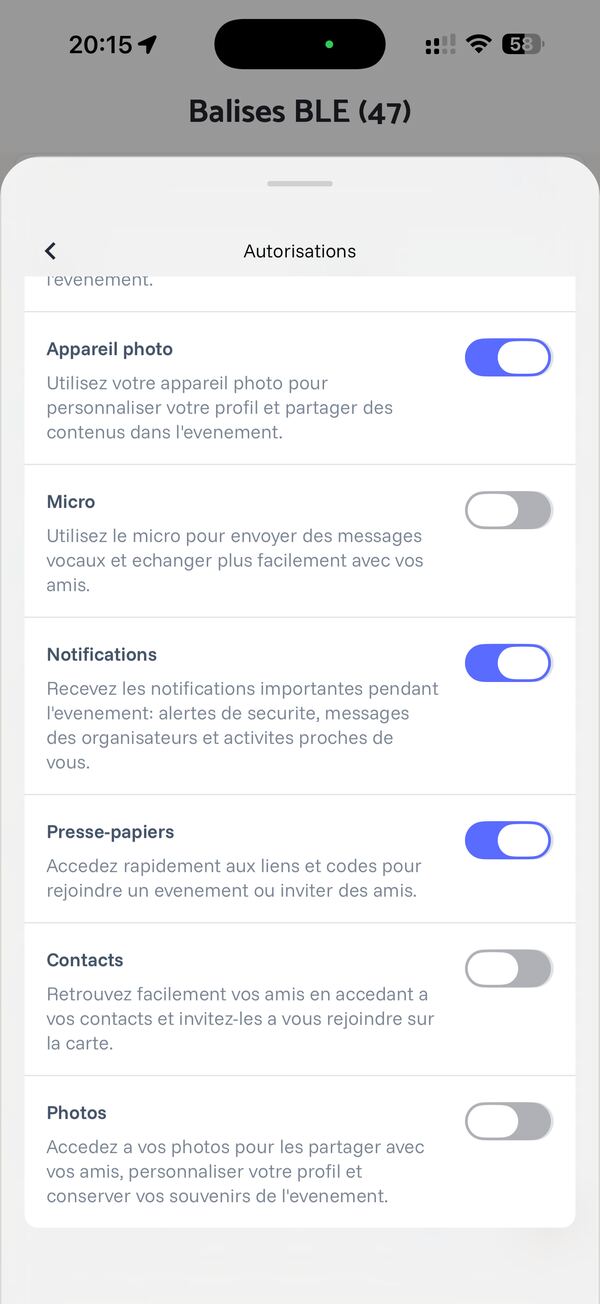 20:15
58
Balises BLE (47)
Autorisations
l'evenement.
Appareil photo
Utilisez votre appareil photo pour
personnaliser votre profil et partager des
contenus dans l'evenement.
Micro
Utilisez le micro pour envoyer des messages
vocaux et echanger plus facilement avec vos
amis.
Notifications
Recevez les notifications importantes pendant
l'evenement: alertes de securite, messages
des organisateurs et activites proches de
vous.
Presse-papiers
Accedez rapidement aux liens et codes pour
rejoindre un evenement ou inviter des amis.
Contacts
Retrouvez facilement vos amis en accedant a
vos contacts et invitez-les a vous rejoindre sur
la carte.
Photos
Accedez a vos photos pour les partager avec
vos amis, personnaliser votre profil et
conserver vos souvenirs de l'evenement.